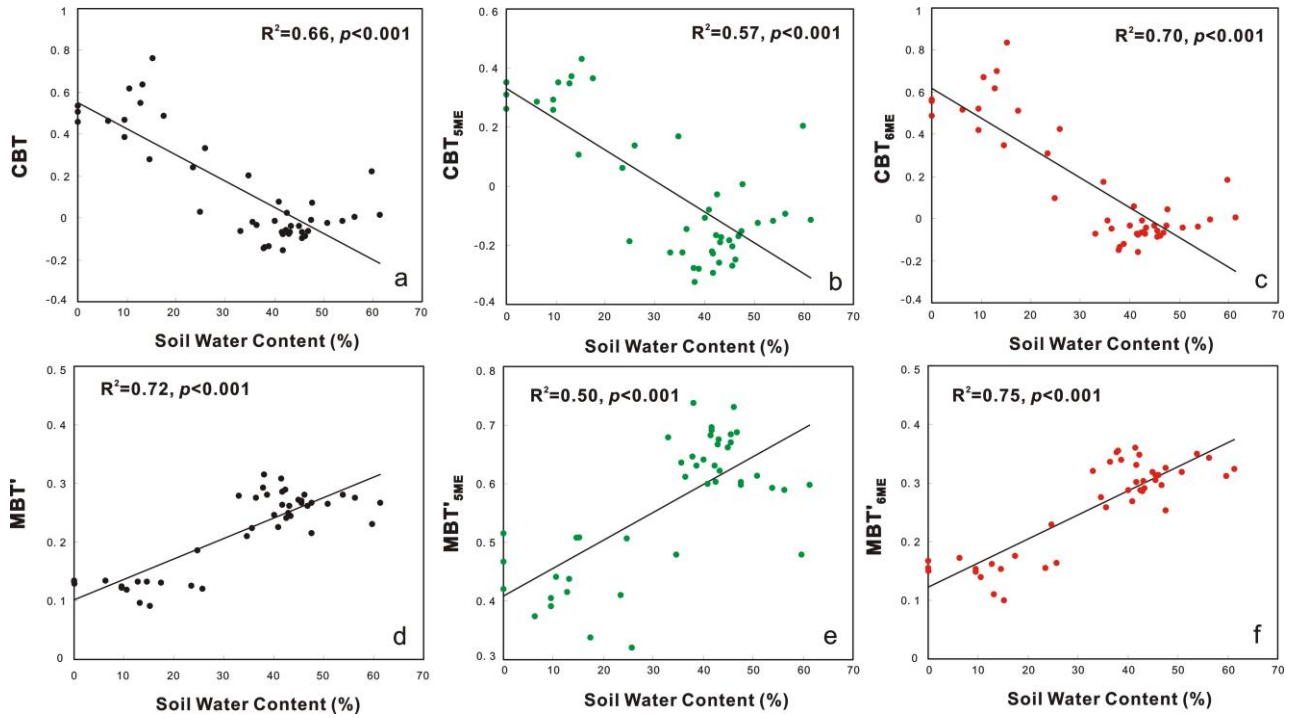 R²=0.66, p<0.001
CBT
1
0.8
0.6
0.4
0.2
0
-0.2
-0.4
a
0 10 20 30 40 50 60 70
Soil Water Content (%)
R²=0.57, p<0.001
CBT5ME
0.6
0.4
0.2
0
-0.2
-0.4
b
0 10 20 30 40 50 60 70
Soil Water Content (%)
R²=0.70, p<0.001
CBT6ME
1
0.8
0.6
0.4
0.2
0
-0.2
-0.4
c
0 10 20 30 40 50 60 70
Soil Water Content (%)
R²=0.72, p<0.001
MBT'
0.5
0.4
0.3
0.2
0.1
0
d
0 10 20 30 40 50 60 70
Soil Water Content (%)
R²=0.50, p<0.001
MBT'5ME
0.8
0.7
0.6
0.5
0.4
0.3
e
0 10 20 30 40 50 60 70
Soil Water Content (%)
R²=0.75, p<0.001
MBT'6ME
0.5
0.4
0.3
0.2
0.1
0
f
0 10 20 30 40 50 60 70
Soil Water Content (%)